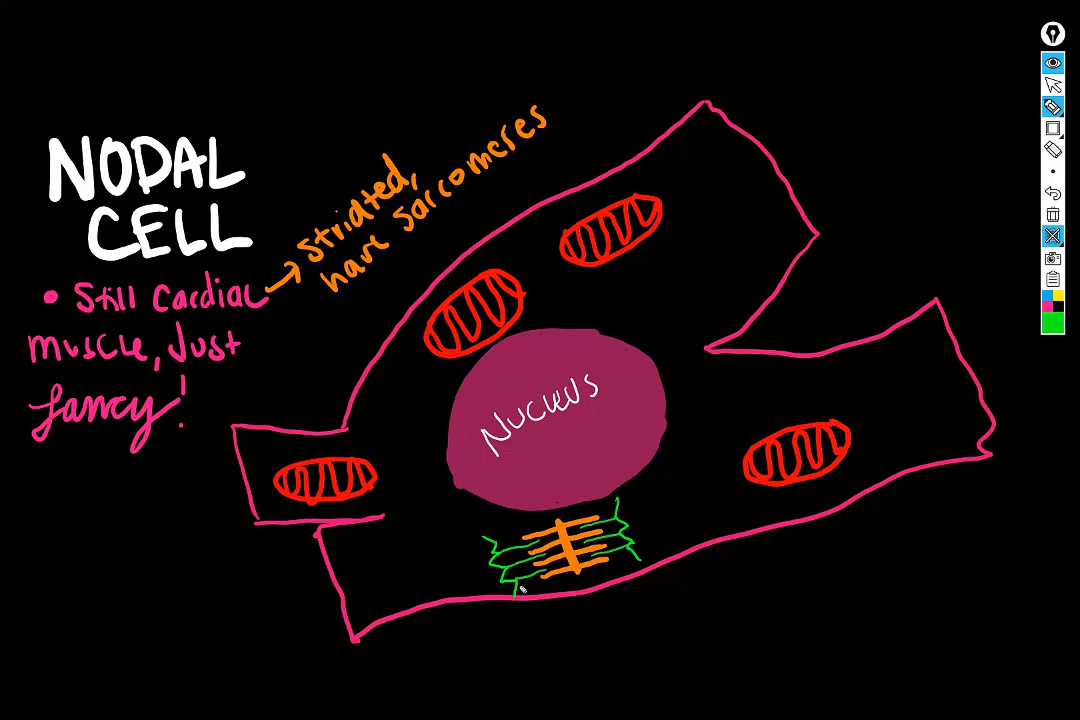 NODAL
CELL
• Still Cardiac
muscle, Just
fancy!
→ Striated,
have sarcomeres
Nucleus